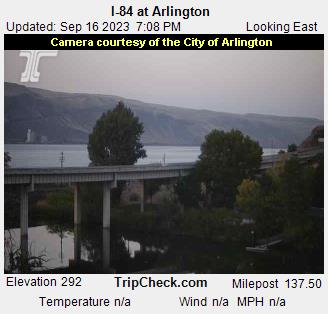 I-84 at Arlington
Updated: Sep 16 2023 7:08 PM Looking East
Camera courtesy of the City of Arlington
Elevation 292 TripCheck.com Milepost 137.50
Temperature n/a Wind n/a MPH n/a